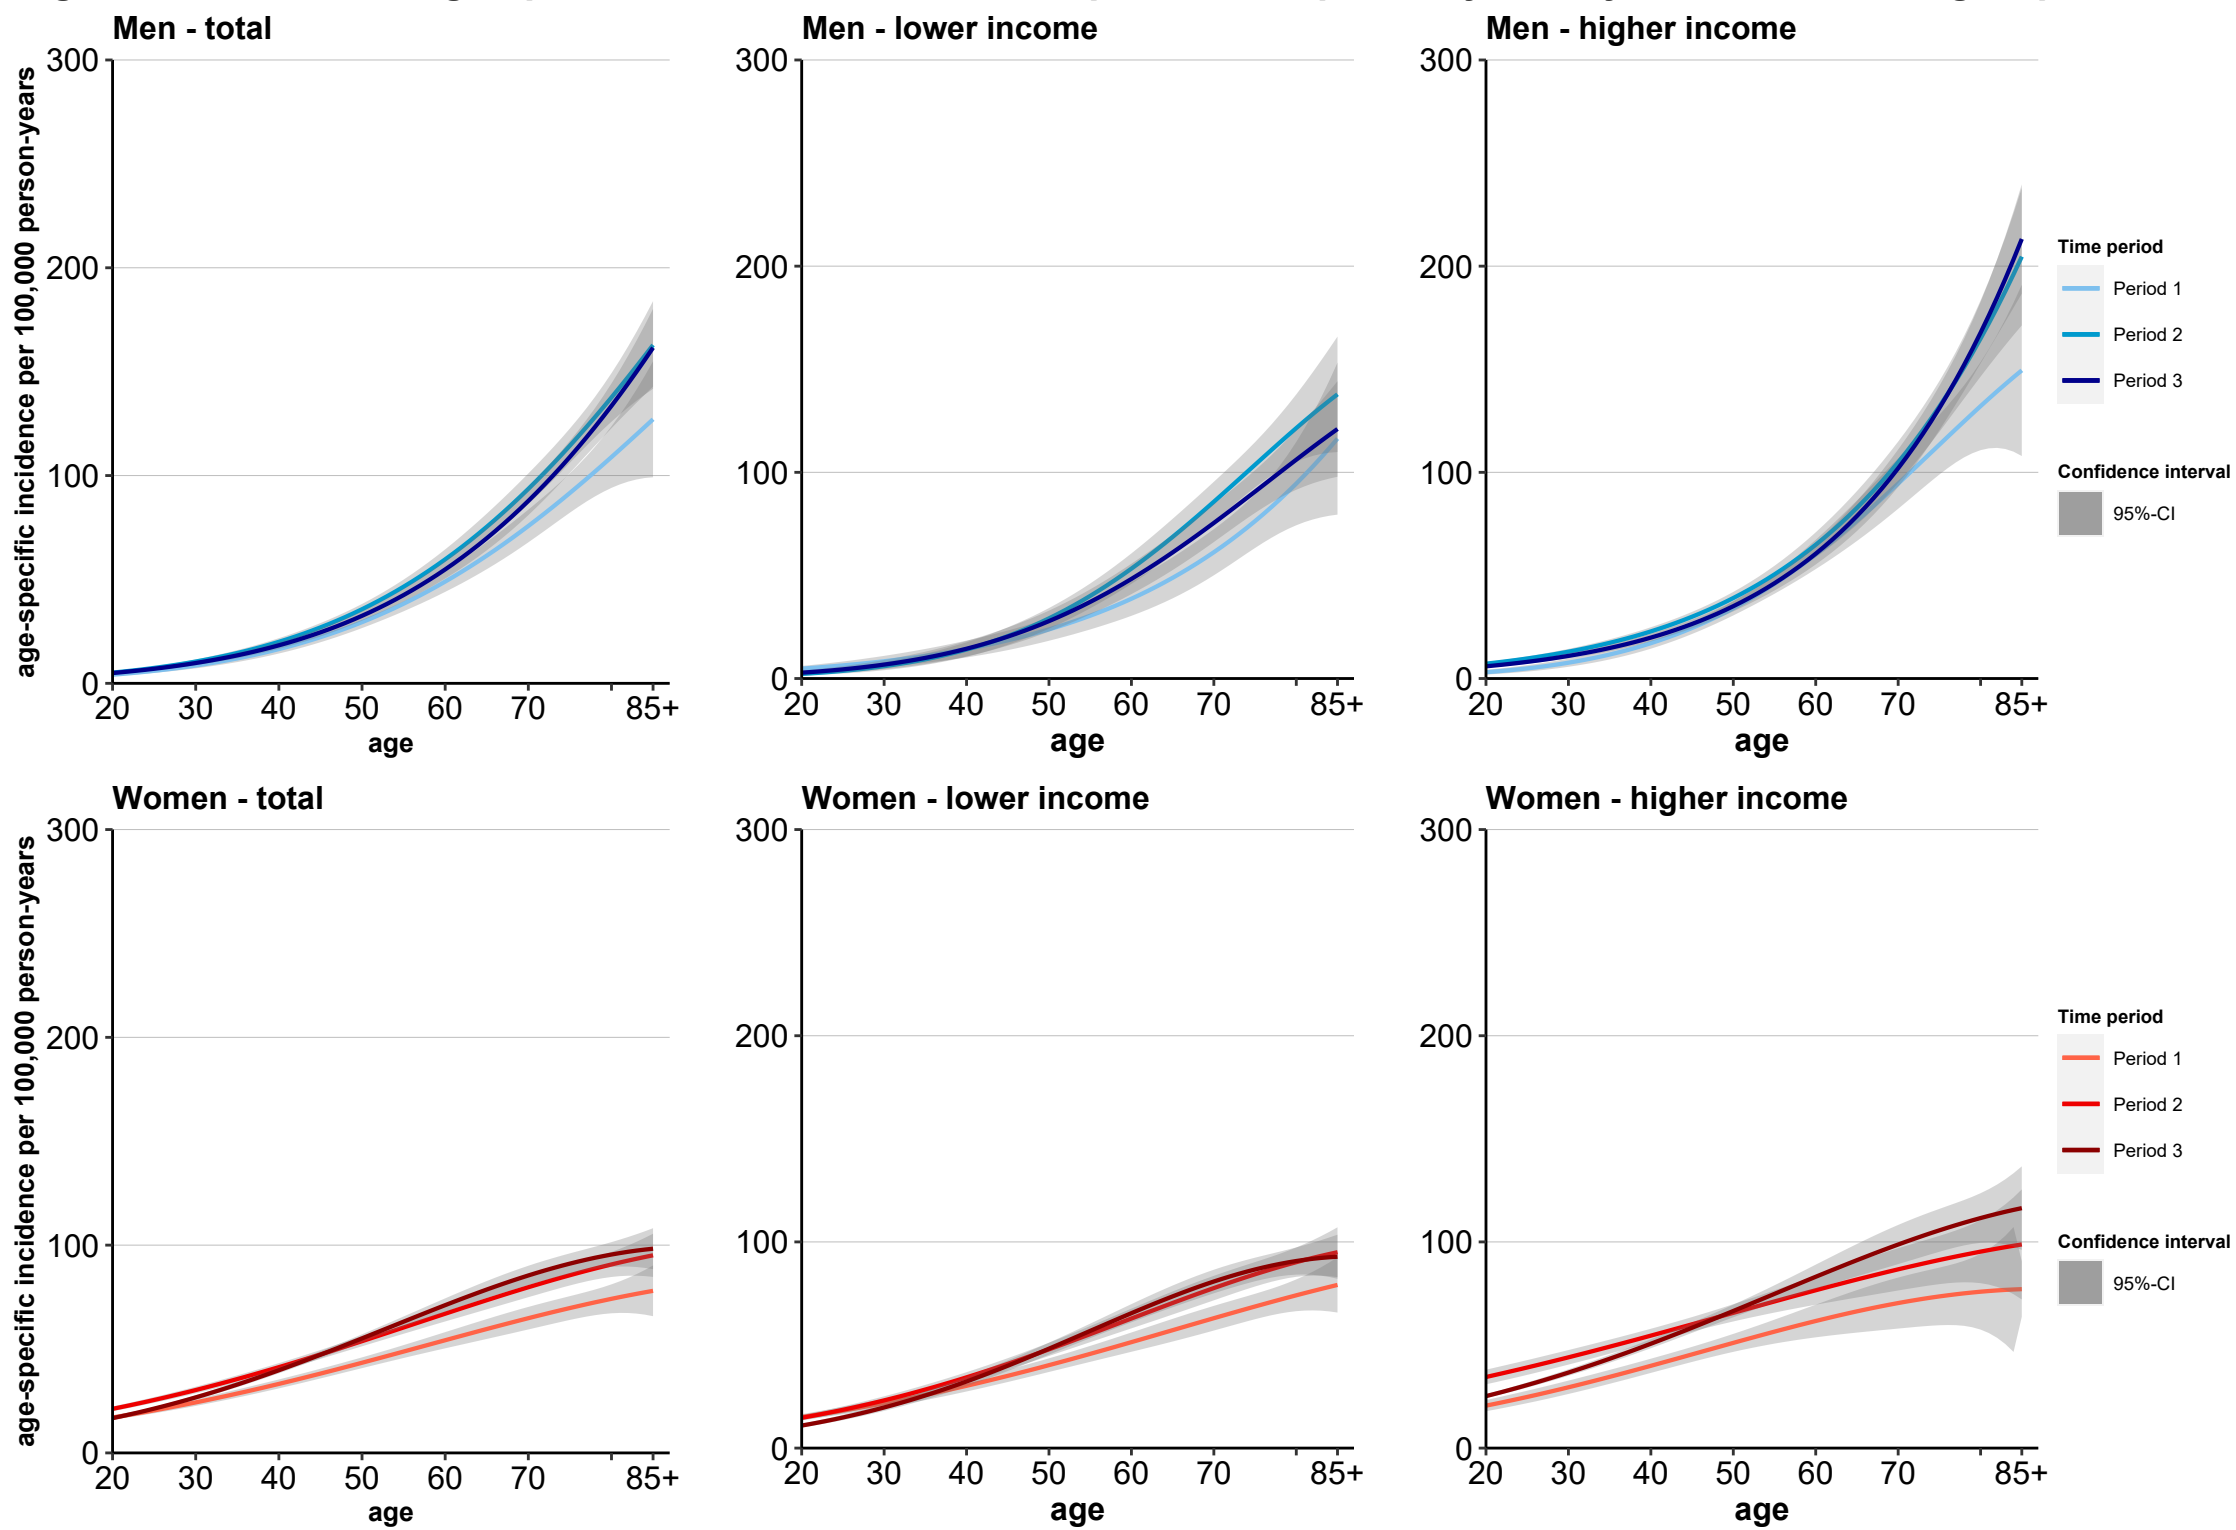 Men - total
Men - lower income
Men - higher income
300
200
100
0
20 30 40 50 60 70 85+
age
age-specific incidence per 100,000 person-years
300
200
100
0
20 30 40 50 60 70 85+
age
300
200
100
0
20 30 40 50 60 70 85+
age
Time period
Period 1
Period 2
Period 3
Confidence interval
95%-CI
Women - total
Women - lower income
Women - higher income
300
200
100
0
20 30 40 50 60 70 85+
age
age-specific incidence per 100,000 person-years
300
200
100
0
20 30 40 50 60 70 85+
age
300
200
100
0
20 30 40 50 60 70 85+
age
Time period
Period 1
Period 2
Period 3
Confidence interval
95%-CI